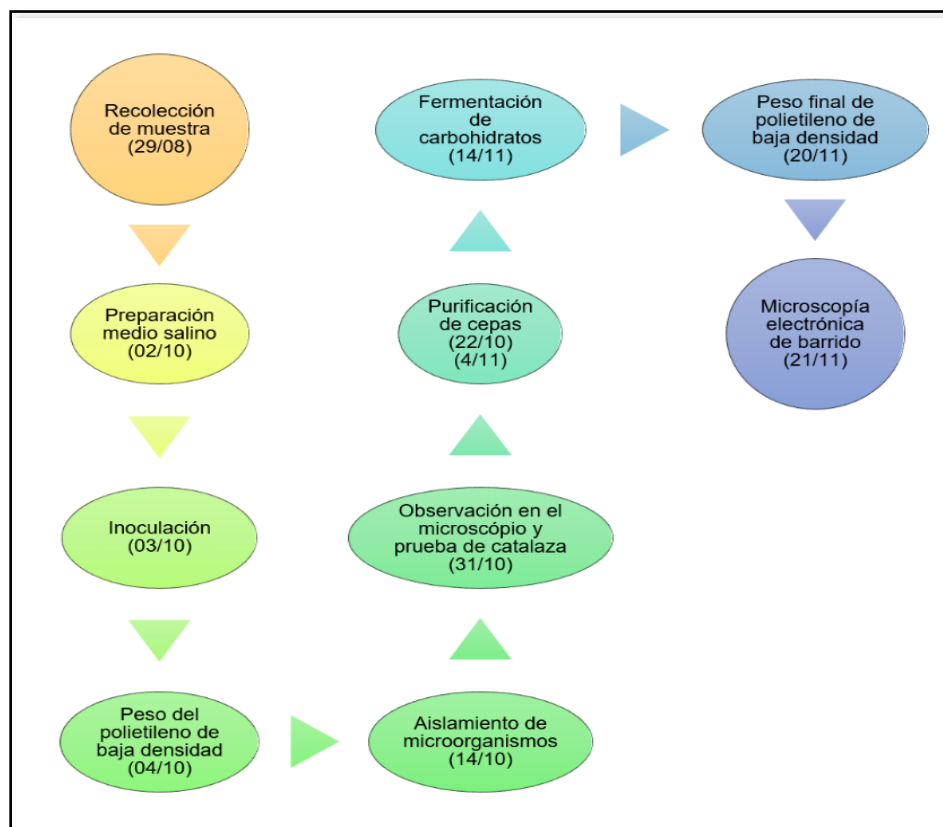 Recolección
de muestra
(29/08)
Preparación
medio salino
(02/10)
Inoculación
(03/10)
Peso del
polietileno de
baja densidad
(04/10)
Aislamiento de
microorganismos
(14/10)
Observación en el
microscópio y
prueba de catalaza
(31/10)
Purificación
de cepas
(22/10)
(4/11)
Fermentación
de
carbohidratos
(14/11)
Peso final de
polietileno de
baja densidad
(20/11)
Microscopía
electrónica
de barrido
(21/11)